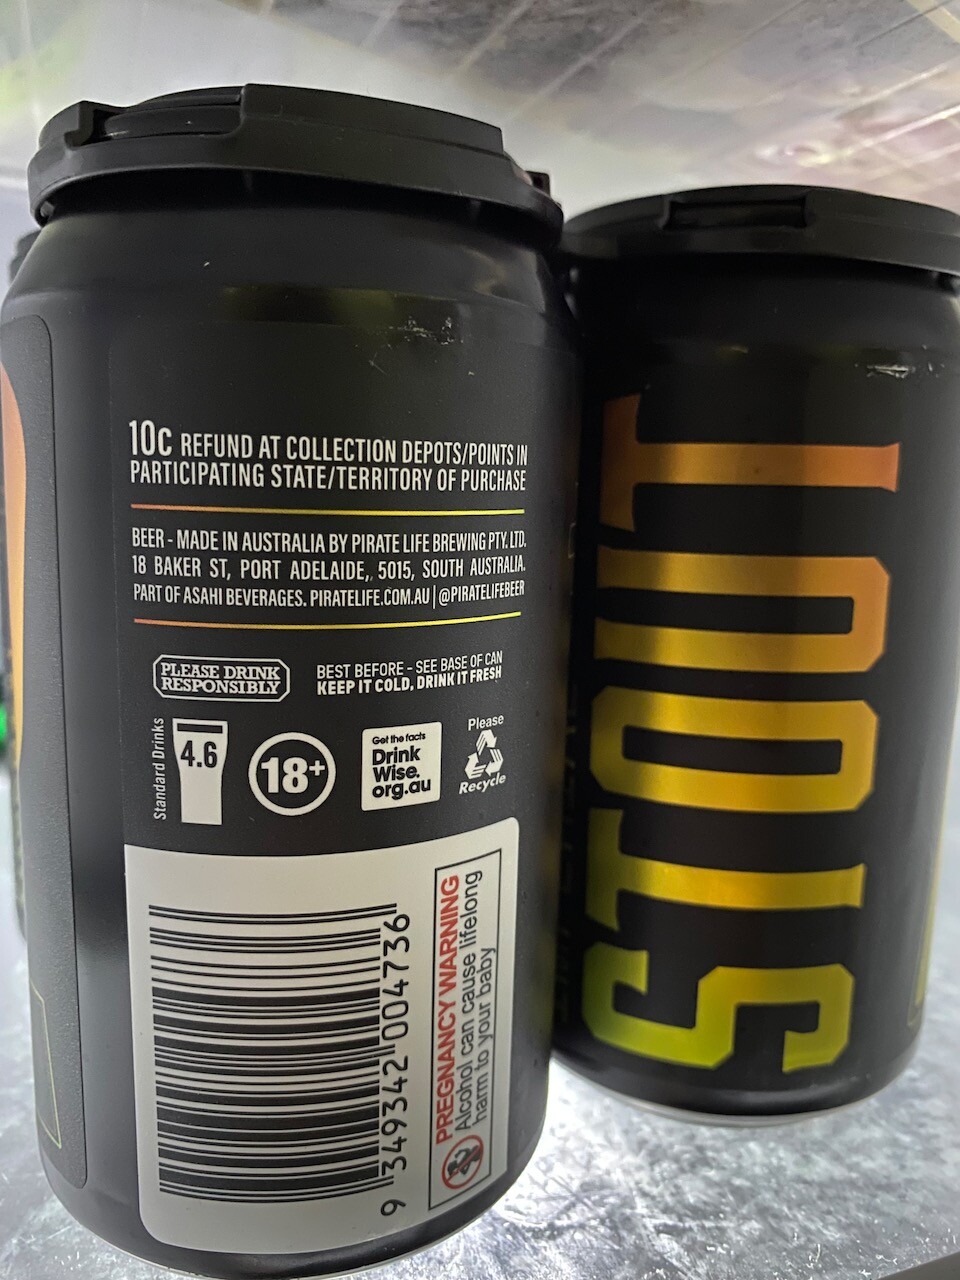 10c REFUND AT COLLECTION DEPOTS/POINTS IN
PARTICIPATING STATE/TERRITORY OF PURCHASE
BEER - MADE IN AUSTRALIA BY PIRATE LIFE BREWING PTY. LTD.
18 BAKER ST, PORT ADELAIDE,, 5015, SOUTH AUSTRALIA.
PART OF ASAHI BEVERAGES. PIRATELIFE.COM.AU | @PIRATELIFEBEER
PLEASE DRINK
RESPONSIBLY
BEST BEFORE - SEE BASE OF CAN
KEEP IT COLD, DRINK IT FRESH
Standard Drinks
4.6
18+
Get the facts
Drink
Wise.
org.au
Please
Recycle
9 349342 004736
PREGNANCY WARNING
Alcohol can cause lifelong
harm to your baby
STOUT